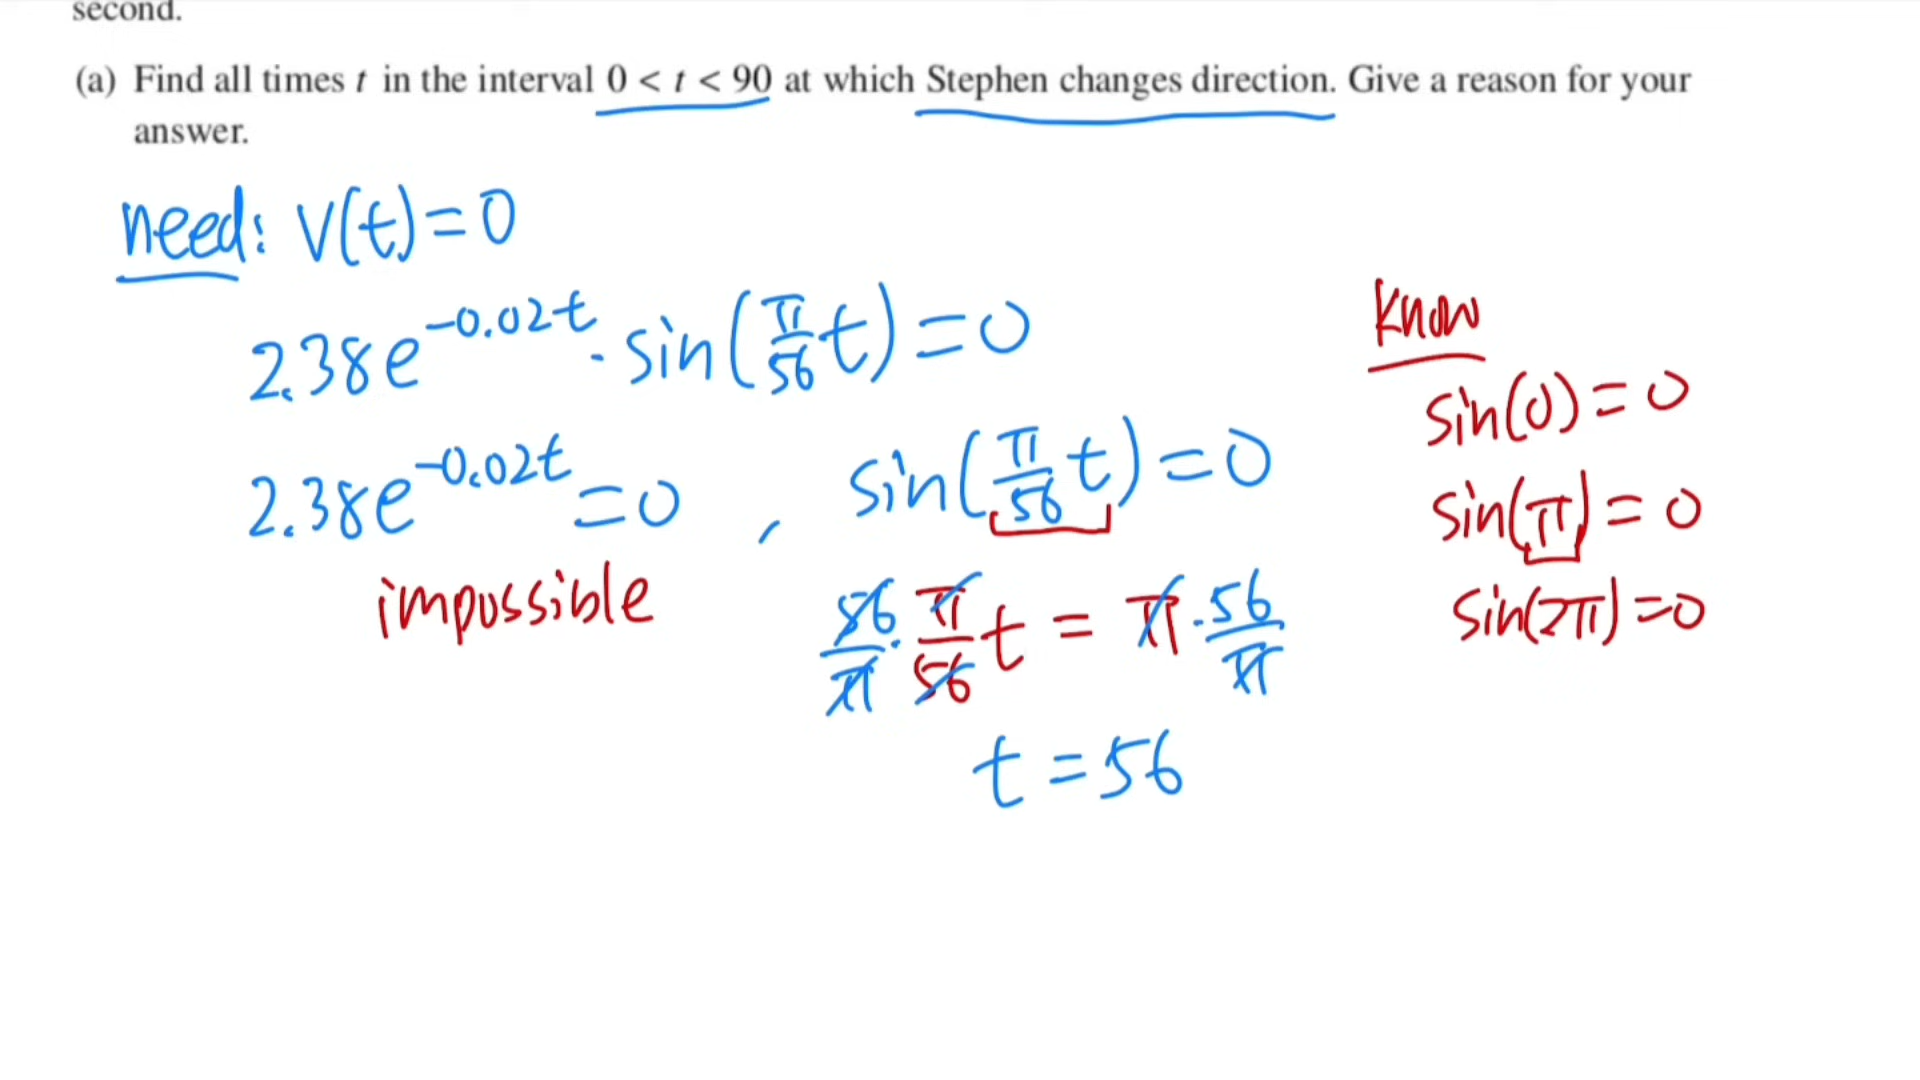 second.
(a) Find all times t in the interval 0 < t < 90 at which Stephen changes direction. Give a reason for your
answer.
need: v(t)=0
2.38e^{-0.02t} · sin(π/56 t) = 0
2.38e^{-0.02t} = 0 , sin(π/56 t) = 0
impossible
56/π · π/56 t = π · 56/π
t = 56
Know
sin(0) = 0
sin(π) = 0
sin(2π) = 0